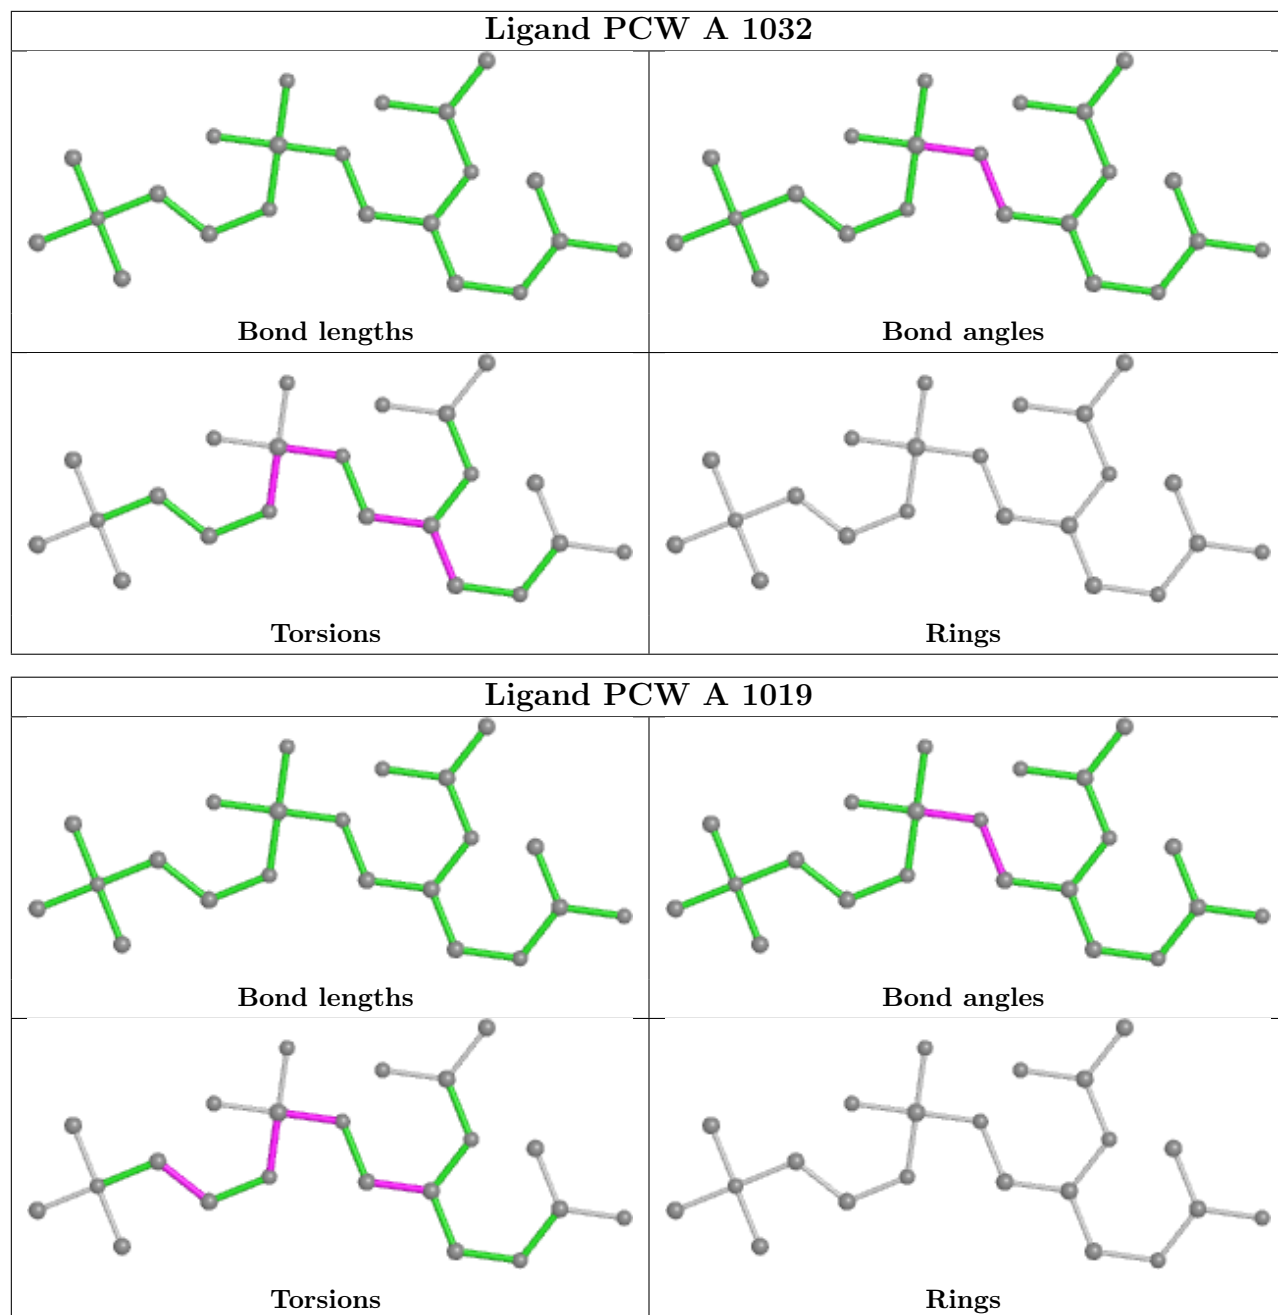 Ligand PCW A 1032
Bond lengths
Bond angles
Torsions
Rings
Ligand PCW A 1019
Bond lengths
Bond angles
Torsions
Rings